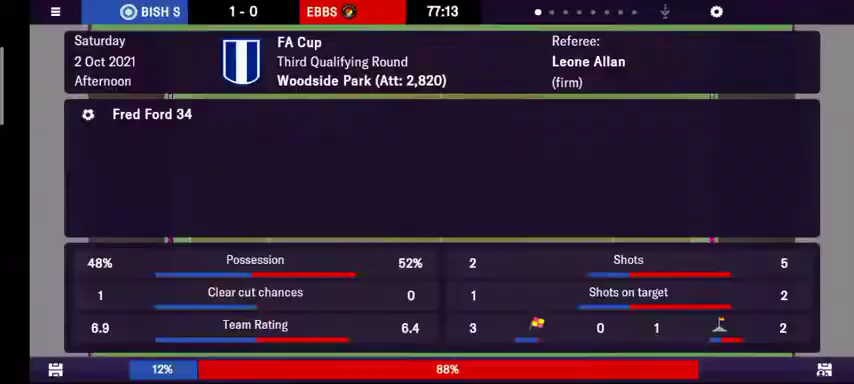 BISH S 1 - 0 EBBS 77:13
Saturday
2 Oct 2021
Afternoon
FA Cup
Third Qualifying Round
Woodside Park (Att: 2,820)
Referee:
Leone Allan
(firm)
Fred Ford 34
48% Possession 52%
1 Clear cut chances 0
6.9 Team Rating 6.4
2 Shots 5
1 Shots on target 2
3 0 1 2
12% 88%